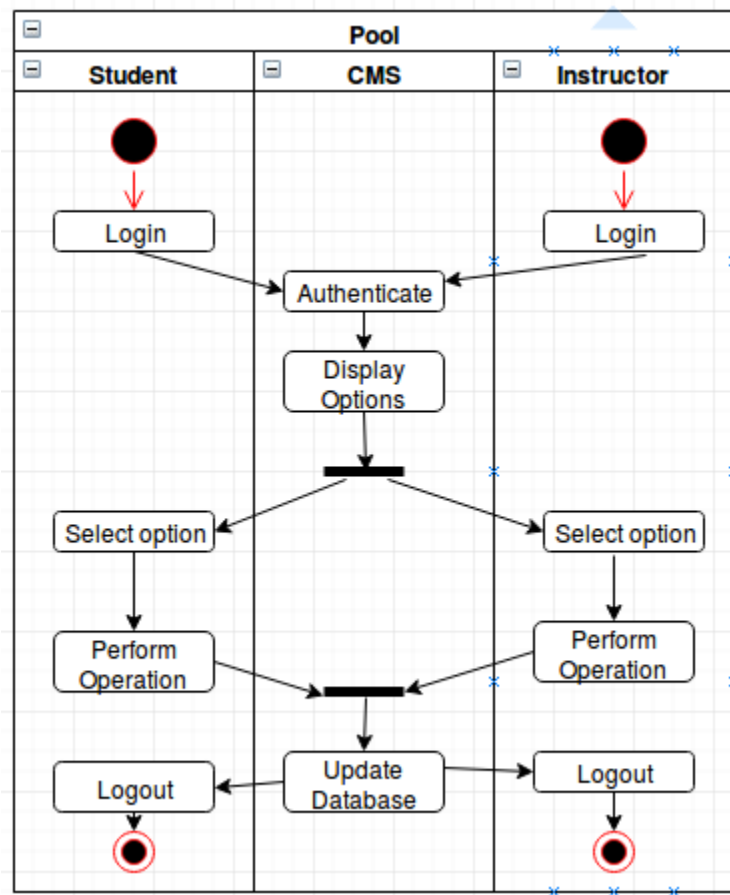 Pool
Student
CMS
Instructor
Login
Login
Authenticate
Display
Options
Select option
Select option
Perform
Operation
Perform
Operation
Update
Database
Logout
Logout